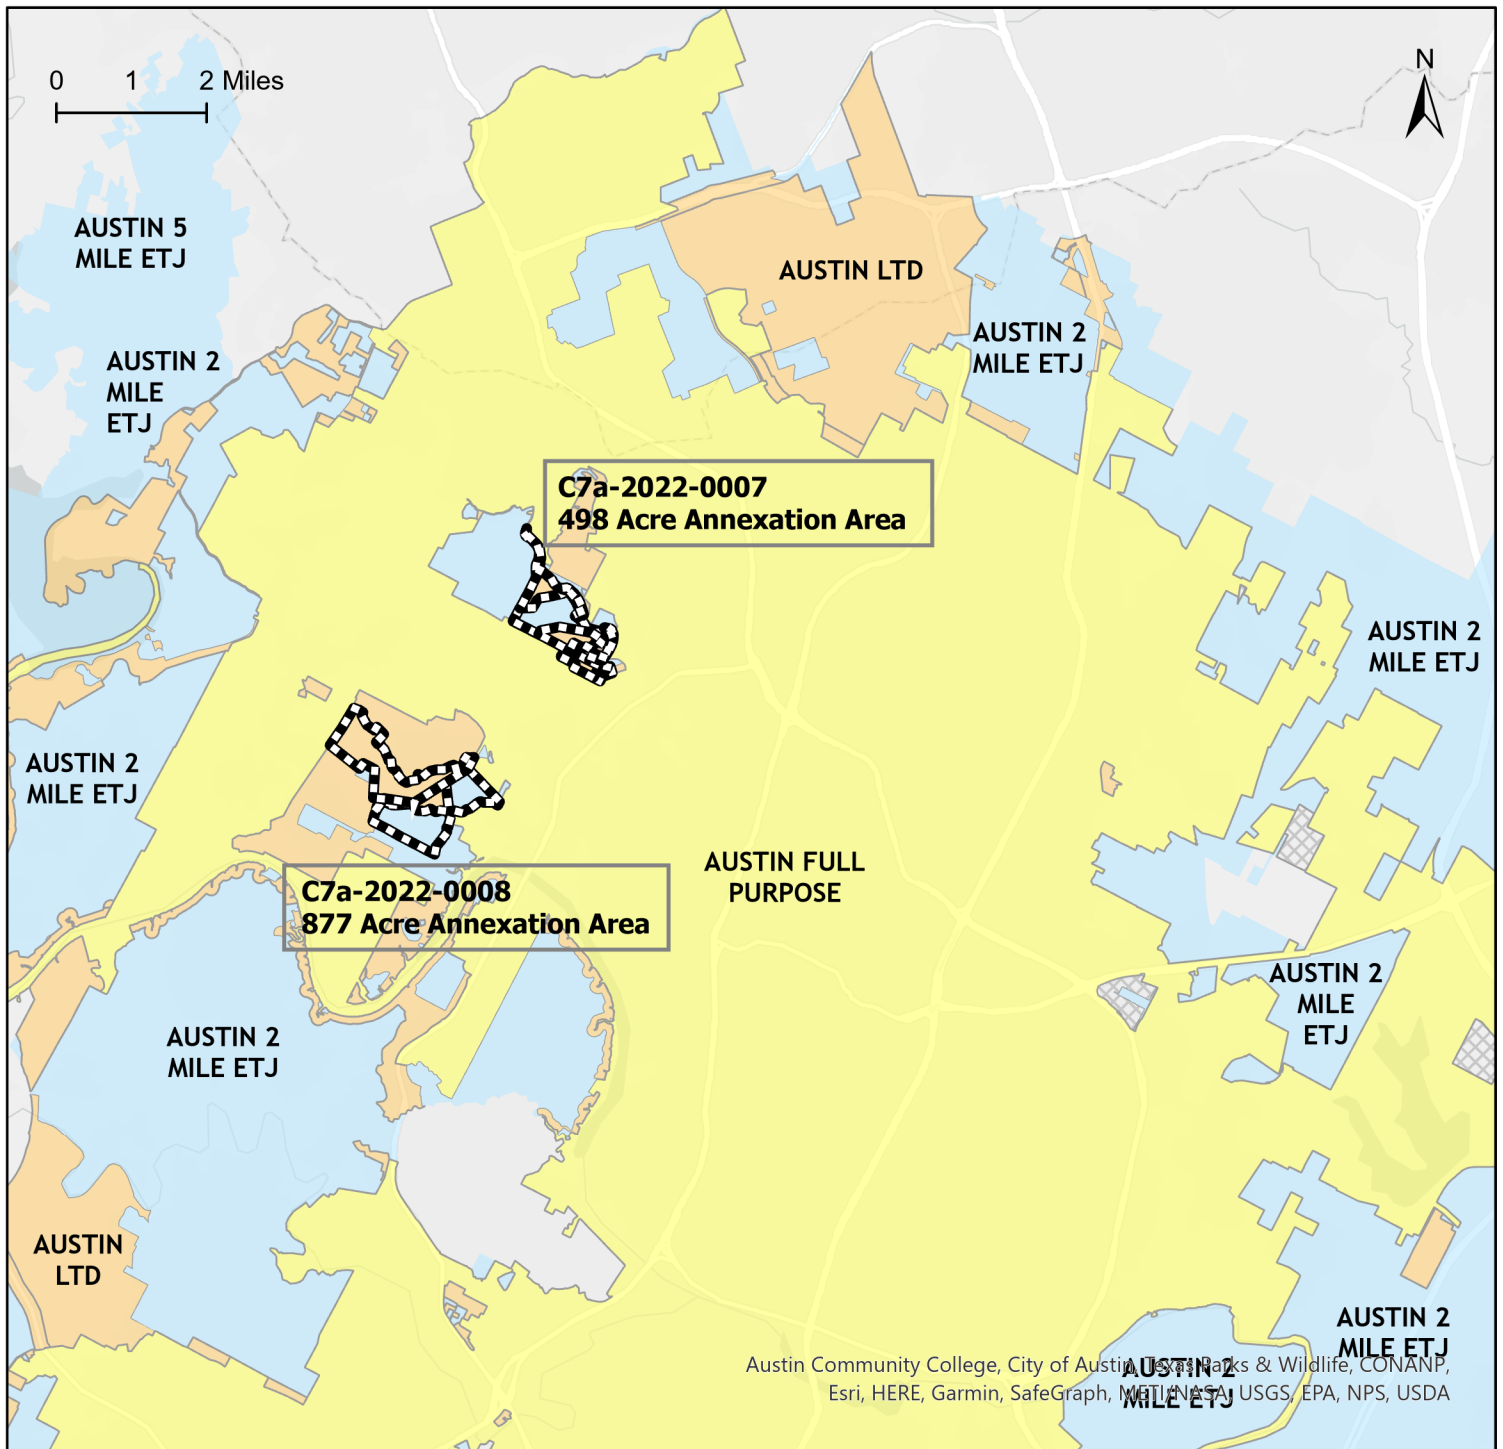 0 1 2 Miles
N
AUSTIN 5
MILE ETJ
AUSTIN LTD
AUSTIN 2
MILE ETJ
AUSTIN 2
MILE
ETJ
C7a-2022-0007
498 Acre Annexation Area
AUSTIN 2
MILE ETJ
AUSTIN 2
MILE ETJ
AUSTIN FULL
PURPOSE
C7a-2022-0008
877 Acre Annexation Area
AUSTIN 2
MILE
ETJ
AUSTIN 2
MILE ETJ
AUSTIN
LTD
AUSTIN 2
MILE ETJ
AUSTIN 2
MILE ETJ
Austin Community College, City of Austin, Texas Parks & Wildlife, CONANP,
Esri, HERE, Garmin, SafeGraph, METI/NASA, USGS, EPA, NPS, USDA